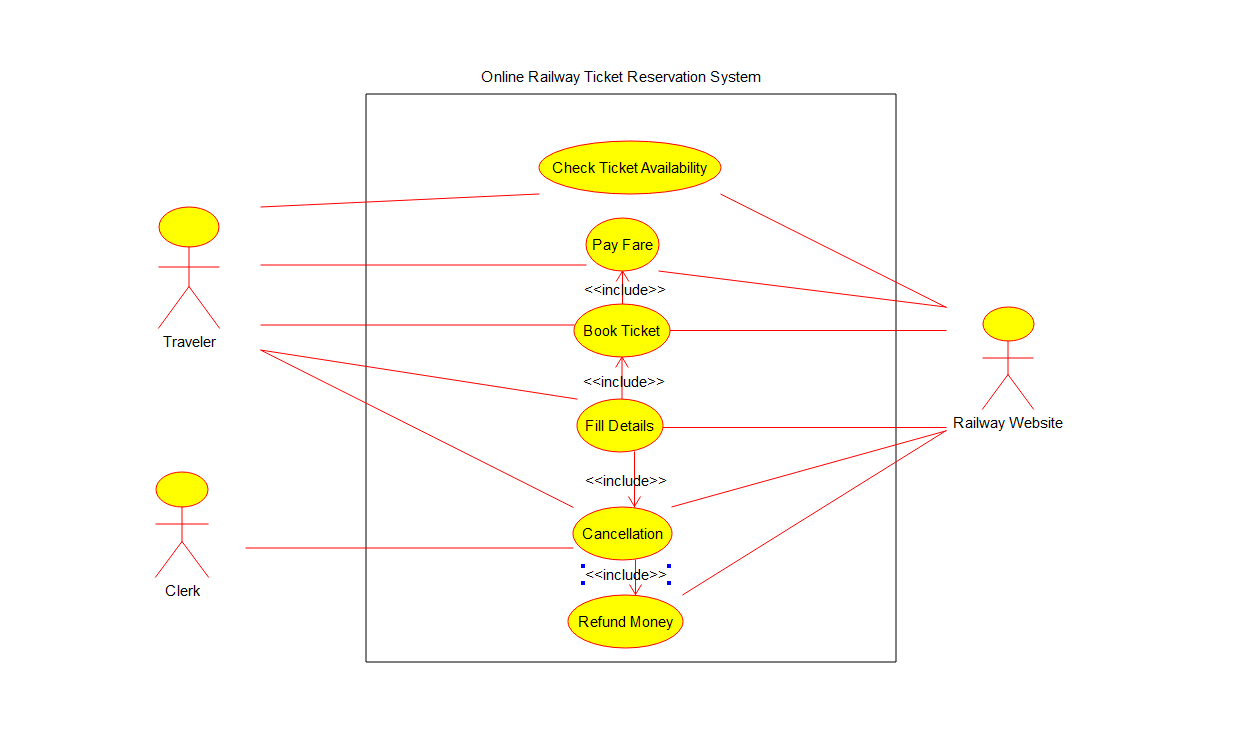 Online Railway Ticket Reservation System
Check Ticket Availability
Pay Fare
<<include>>
Book Ticket
Traveler
<<include>>
Fill Details
Railway Website
<<include>>
Cancellation
<<include>>
Clerk
Refund Money